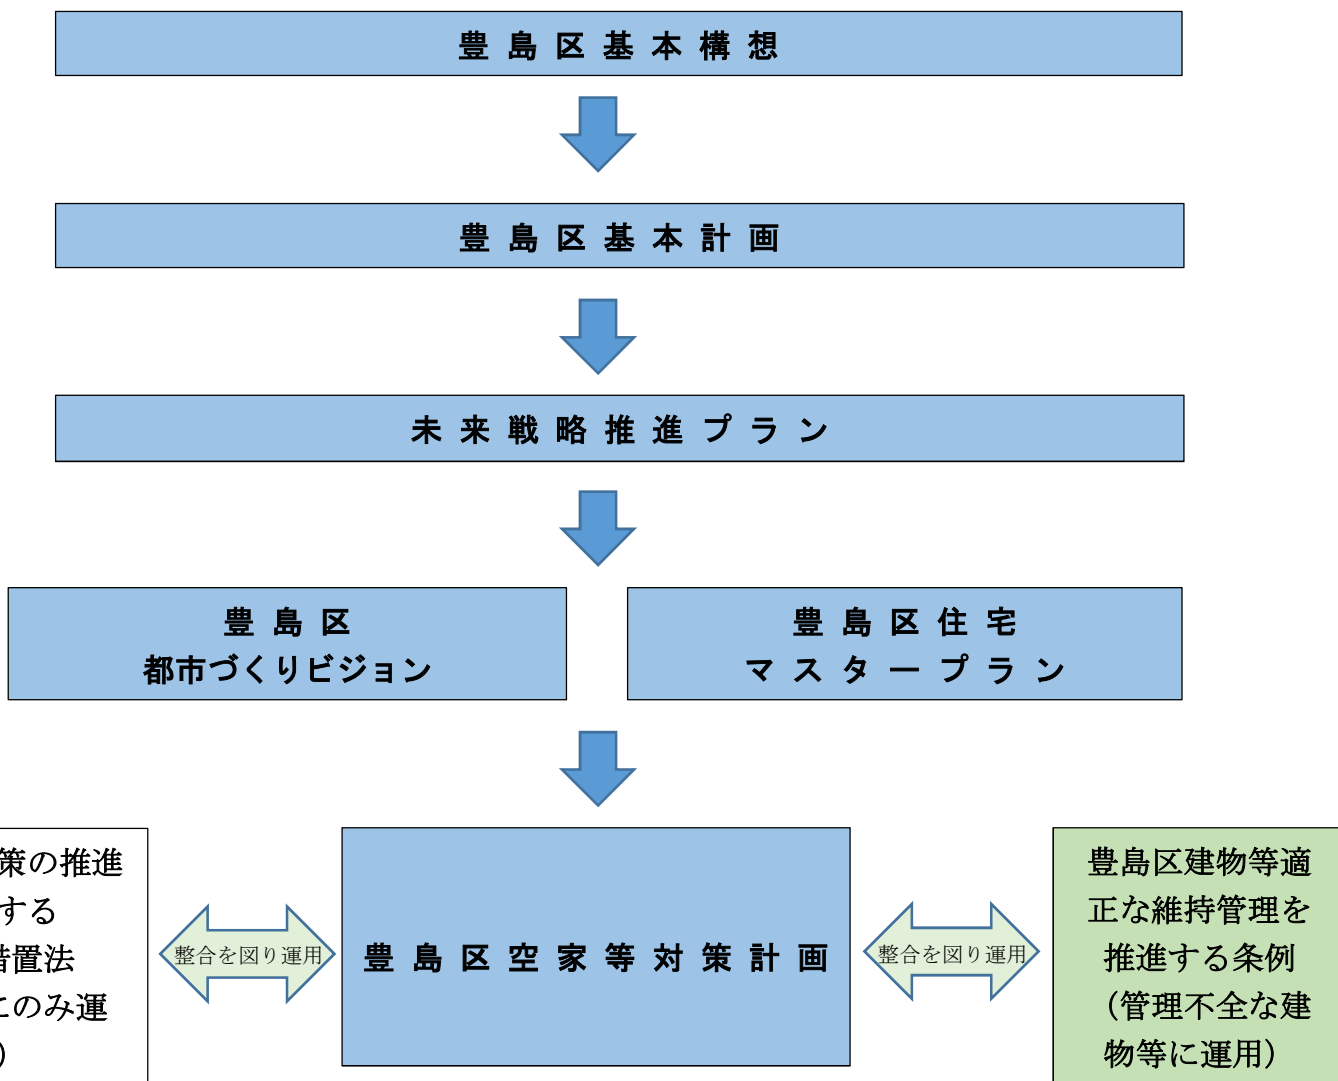 豊島区基本構想
豊島区基本計画
未来戦略推進プラン
豊島区
都市づくりビジョン
豊島区住宅
マスタープラン
策の推進
する
措置法
にのみ運
）
整合を図り運用
豊島区空家等対策計画
整合を図り運用
豊島区建物等適
正な維持管理を
推進する条例
（管理不全な建
物等に運用）